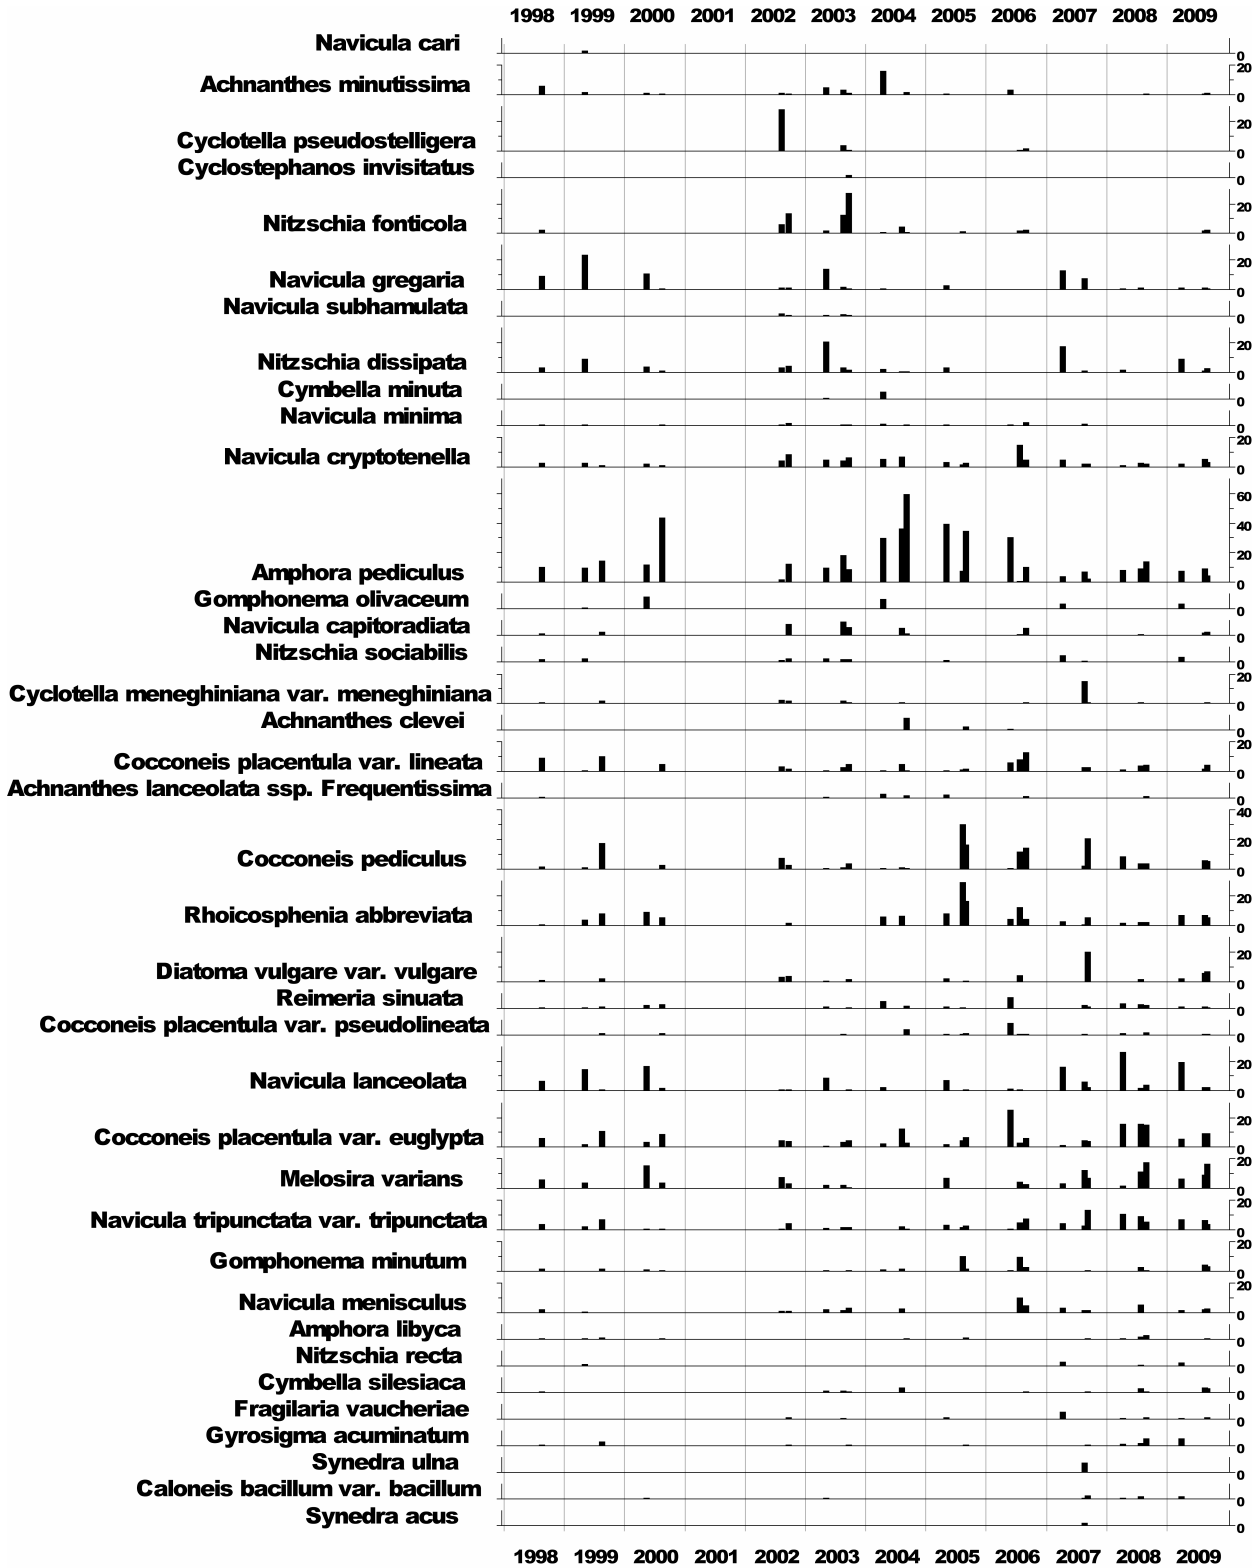 1998 1999 2000 2001 2002 2003 2004 2005 2006 2007 2008 2009
Navicula cari 0
20
Achnanthes minutissima 0
20
Cyclotella pseudostelligera 0
Cyclostephanos invisitatus 0
20
Nitzschia fonticola 0
20
Navicula gregaria 0
Navicula subhamulata 0
20
Nitzschia dissipata 0
Cymbella minuta 0
Navicula minima 0
20
Navicula cryptotenella 0
60
40
20
Amphora pediculus 0
Gomphonema olivaceum 0
Navicula capitoradiata 0
Nitzschia sociabilis 0
20
Cyclotella meneghiniana var. meneghiniana 0
Achnanthes clevei 0
20
Cocconeis placentula var. lineata 0
Achnanthes lanceolata ssp. Frequentissima 0
40
20
Cocconeis pediculus 0
20
Rhoicosphenia abbreviata 0
20
Diatoma vulgare var. vulgare 0
Reimeria sinuata 0
Cocconeis placentula var. pseudolineata 0
20
Navicula lanceolata 0
20
Cocconeis placentula var. euglypta 0
20
Melosira varians 0
20
Navicula tripunctata var. tripunctata 0
20
Gomphonema minutum 0
20
Navicula menisculus 0
Amphora libyca 0
Nitzschia recta 0
Cymbella silesiaca 0
Fragilaria vaucheriae 0
Gyrosigma acuminatum 0
Synedra ulna 0
Caloneis bacillum var. bacillum 0
Synedra acus 0
1998 1999 2000 2001 2002 2003 2004 2005 2006 2007 2008 2009